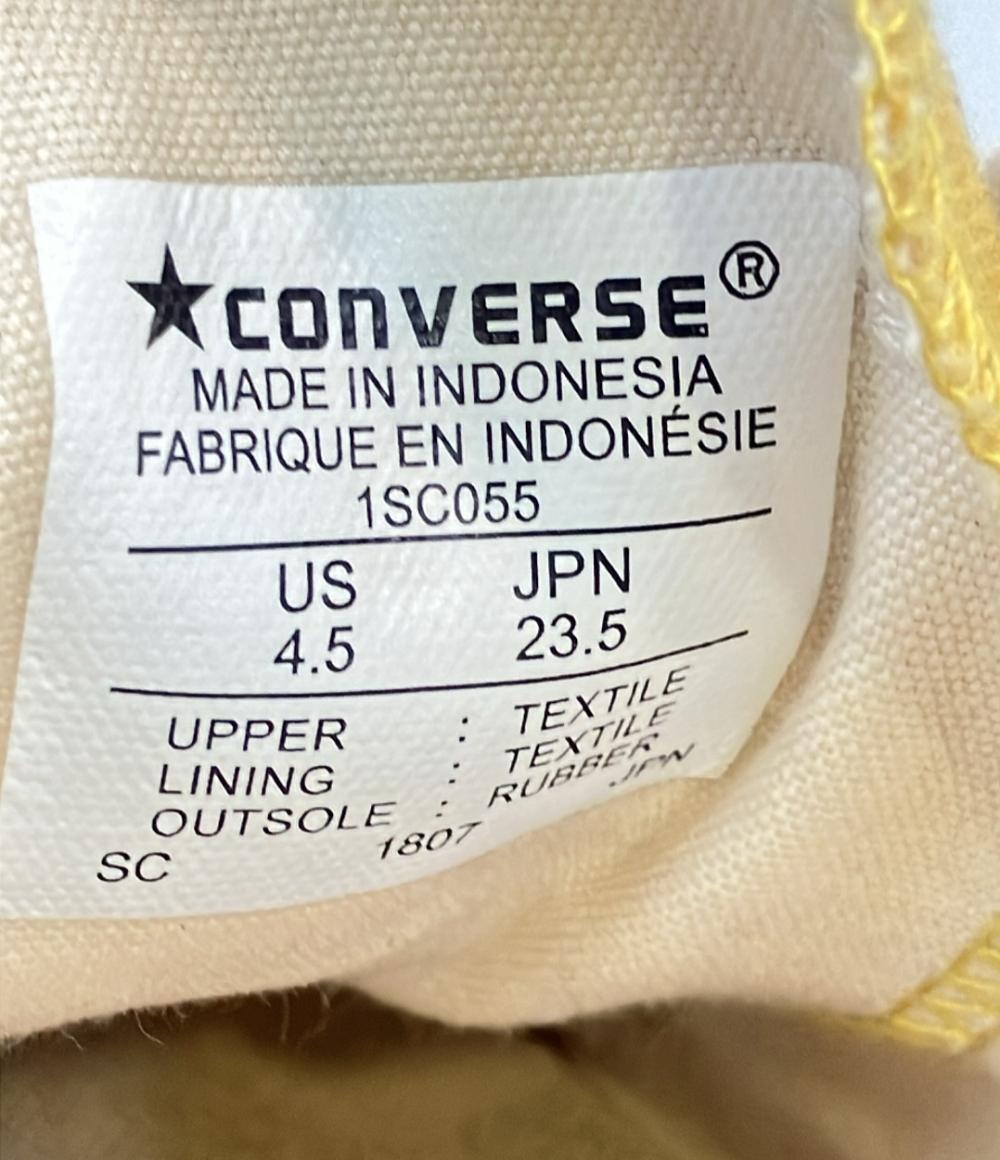 ★CONVERSE®
MADE IN INDONESIA
FABRIQUE EN INDONÉSIE
1SC055
US JPN
4.5 23.5
UPPER : TEXTILE
LINING : TEXTILE
OUTSOLE : RUBBER
SC 1807 JPN